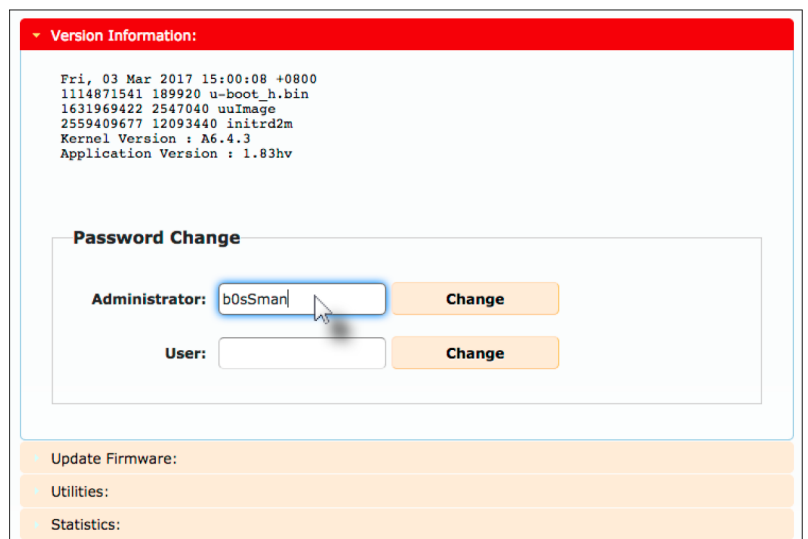 Version Information:
Fri, 03 Mar 2017 15:00:08 +0800
1114871541 189920 u-boot_h.bin
1631969422 2547040 uuImage
2559409677 12093440 initrd2m
Kernel Version : A6.4.3
Application Version : 1.83hv
Password Change
Administrator: b0sSman Change
User: Change
Update Firmware:
Utilities:
Statistics: